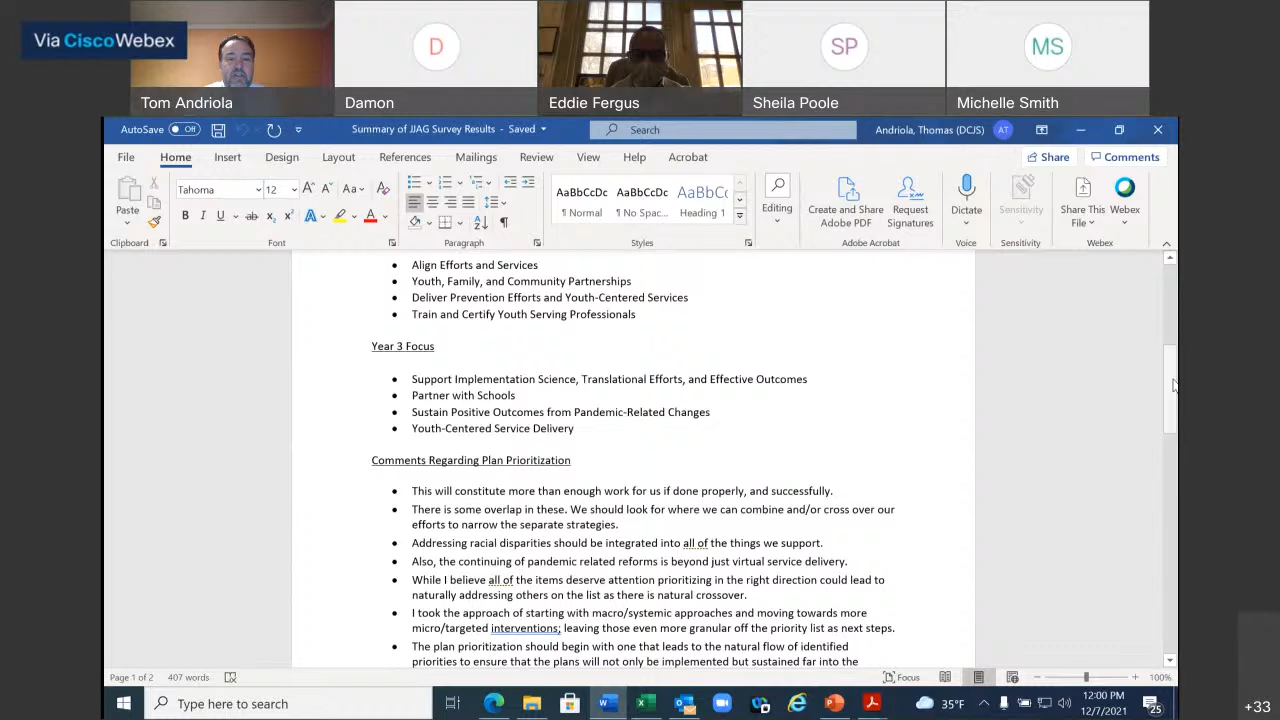 Via Cisco Webex
D
SP
MS
Tom Andriola
Damon
Eddie Fergus
Sheila Poole
Michelle Smith
AutoSave Off
Summary of JJAG Survey Results - Saved
Search
Andriola, Thomas (DCJS)
AT
File Home Insert Design Layout References Mailings Review View Help Acrobat
Share
Comments
Paste
Tahoma
12
AaBbCcDc
AaBbCcDc
AaBbCc
¶ Normal
¶ No Spac...
Heading 1
Editing
Create and Share
Adobe PDF
Request
Signatures
Dictate
Sensitivity
Share This
File
Webex
Clipboard
Font
Paragraph
Styles
Adobe Acrobat
Voice
Sensitivity
Webex
• Align Efforts and Services
• Youth, Family, and Community Partnerships
• Deliver Prevention Efforts and Youth-Centered Services
• Train and Certify Youth Serving Professionals
Year 3 Focus
• Support Implementation Science, Translational Efforts, and Effective Outcomes
• Partner with Schools
• Sustain Positive Outcomes from Pandemic-Related Changes
• Youth-Centered Service Delivery
Comments Regarding Plan Prioritization
• This will constitute more than enough work for us if done properly, and successfully.
• There is some overlap in these. We should look for where we can combine and/or cross over our
efforts to narrow the separate strategies.
• Addressing racial disparities should be integrated into all of the things we support.
• Also, the continuing of pandemic related reforms is beyond just virtual service delivery.
• While I believe all of the items deserve attention prioritizing in the right direction could lead to
naturally addressing others on the list as there is natural crossover.
• I took the approach of starting with macro/systemic approaches and moving towards more
micro/targeted interventions; leaving those even more granular off the priority list as next steps.
• The plan prioritization should begin with one that leads to the natural flow of identified
priorities to ensure that the plans will not only be implemented but sustained far into the
Page 1 of 2
407 words
Focus
100%
Type here to search
35°F
12:00 PM
12/7/2021
25
+33